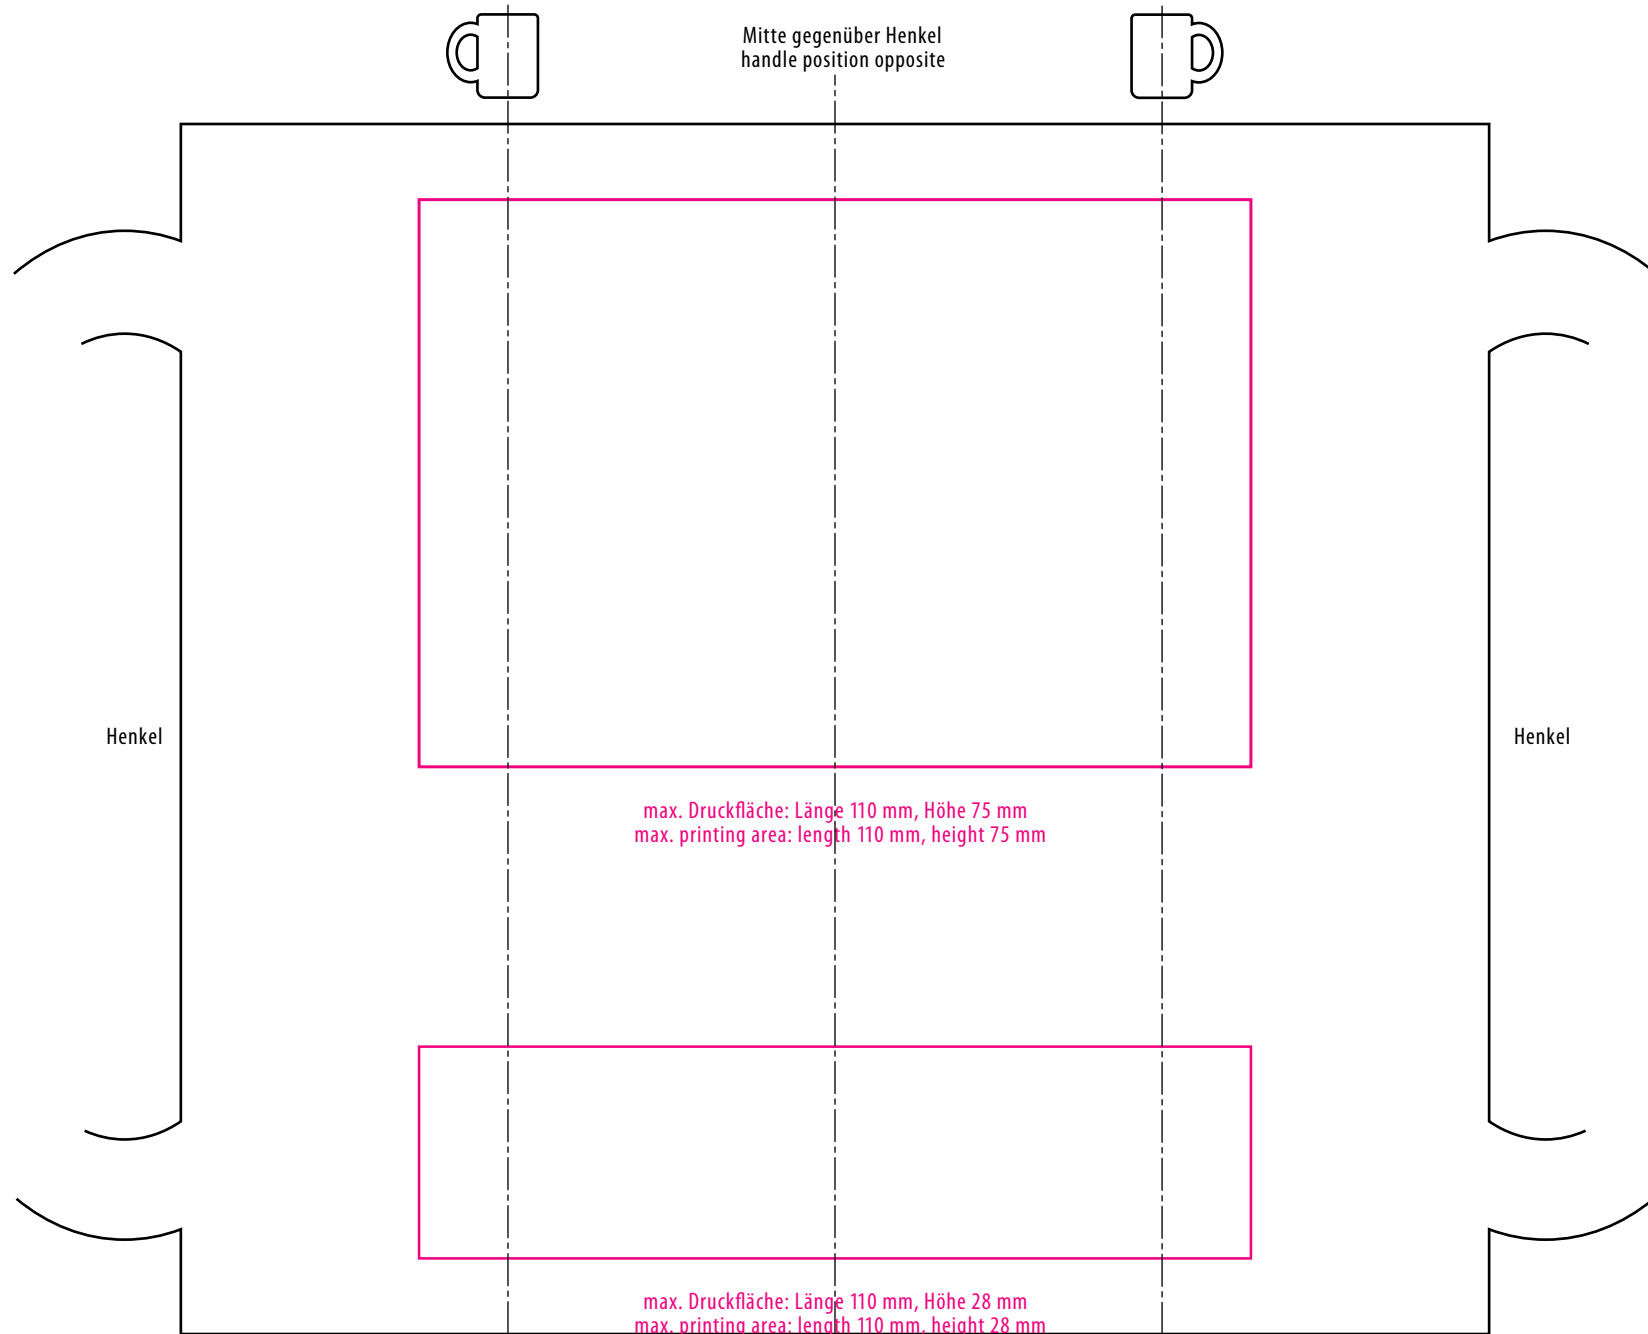 Mitte gegenüber Henkel
handle position opposite
Henkel
Henkel
max. Druckfläche: Länge 110 mm, Höhe 75 mm
max. printing area: length 110 mm, height 75 mm
max. Druckfläche: Länge 110 mm, Höhe 28 mm
max. printing area: length 110 mm, height 28 mm